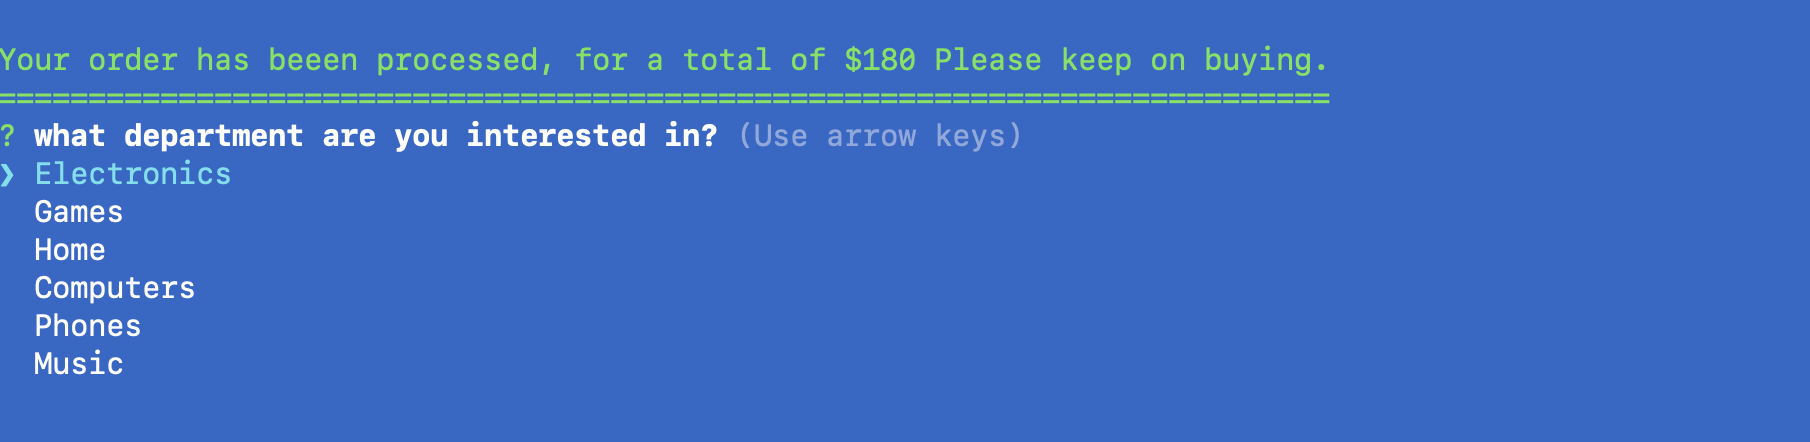 Your order has beeen processed, for a total of $180 Please keep on buying.
==========================================================================
? what department are you interested in? (Use arrow keys)
❯ Electronics
Games
Home
Computers
Phones
Music